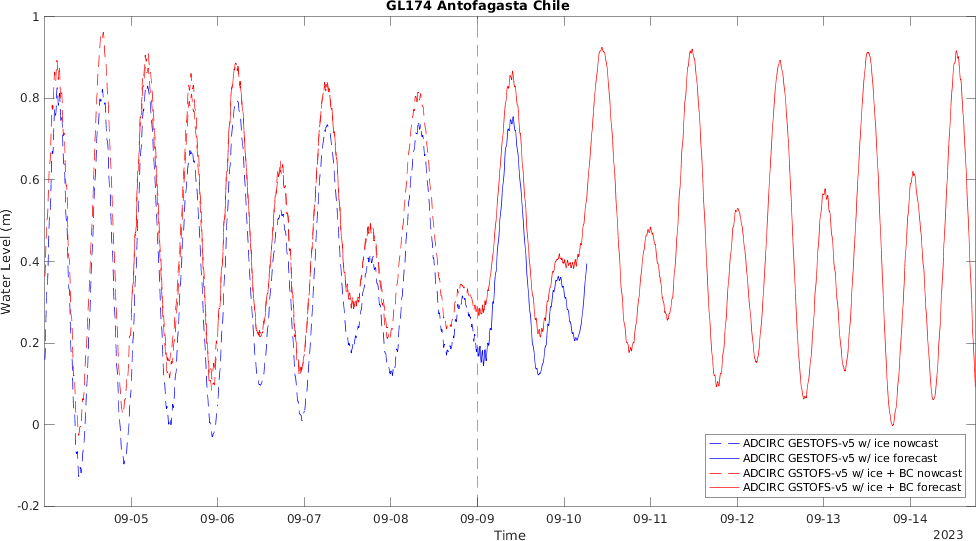 GL174 Antofagasta Chile
1
0.8
0.6
0.4
0.2
0
-0.2
Water Level (m)
ADCIRC GESTOFS-v5 w/ ice nowcast
ADCIRC GESTOFS-v5 w/ ice forecast
ADCIRC GSTOFS-v5 w/ ice + BC nowcast
ADCIRC GSTOFS-v5 w/ ice + BC forecast
09-05 09-06 09-07 09-08 09-09 09-10 09-11 09-12 09-13 09-14
Time
2023